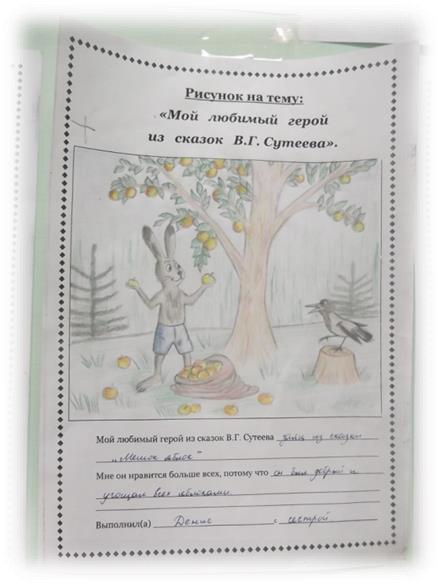 Рисунок на тему:
«Мой любимый герой
из сказок В.Г. Сутеева».
Мой любимый герой из сказок В.Г. Сутеева заяц из сказки
„Мешок яблок"
Мне он нравится больше всех, потому что он был добрый и
угощал всех яблоками.
Выполнил(а) Денис с сестрой